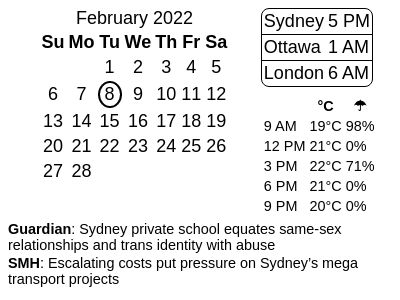 February 2022
Su Mo Tu We Th Fr Sa
1 2 3 4 5
6 7 8 9 10 11 12
13 14 15 16 17 18 19
20 21 22 23 24 25 26
27 28
Sydney 5 PM
Ottawa 1 AM
London 6 AM
°C ☂
9 AM 19°C 98%
12 PM 21°C 0%
3 PM 22°C 71%
6 PM 21°C 0%
9 PM 20°C 0%
Guardian: Sydney private school equates same-sex
relationships and trans identity with abuse
SMH: Escalating costs put pressure on Sydney’s mega
transport projects